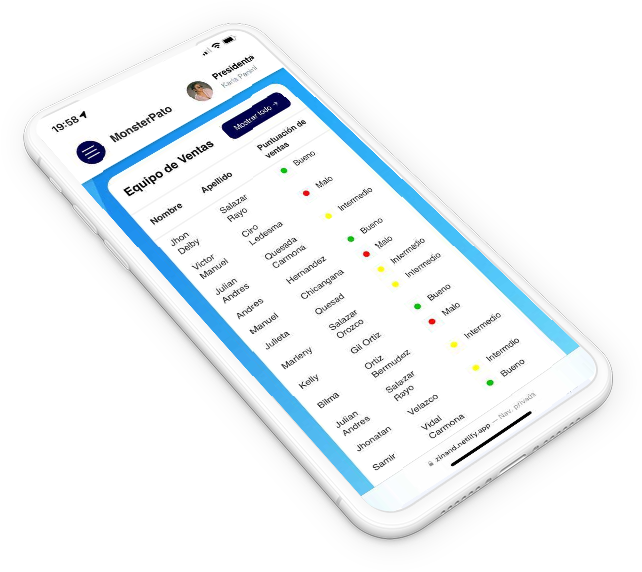 19:58
MonsterPato
Presidenta
Karla Panini
Equipo de Ventas
Mostrar todo →
Nombre Apellido Puntuación de
ventas
Jhon Salazar Bueno
Delby Rayo
Victor Ciro Malo
Manuel Ledesma
Julian Quesada Intermedio
Andres Carmona
Andres Hernandez Bueno
Manuel Chicangana Malo
Julieta Quesad Intermedio
Marleny Salazar Intermedio
Orozco
Kelly Gil Ortiz Bueno
Bilma Ortiz Malo
Bermudez
Julian Salazar Intermedio
Andres Rayo
Jhonatan Velazco Intermdio
Samir Vidal Bueno
Carmona
zinand.netlify.app — Nav. privada